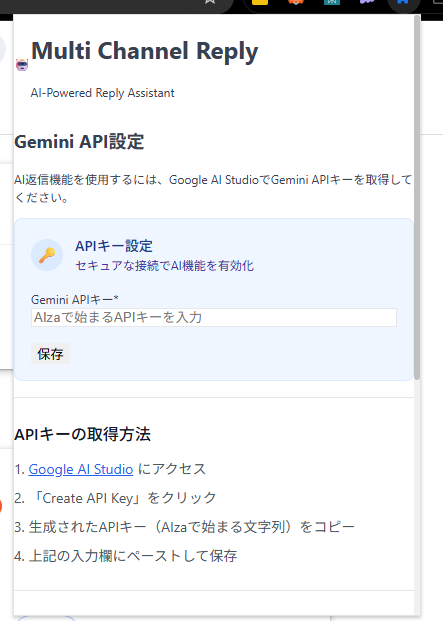 Multi Channel Reply
AI-Powered Reply Assistant
Gemini API設定
AI返信機能を使用するには、Google AI StudioでGemini APIキーを取得して
ください。
APIキー設定
セキュアな接続でAI機能を有効化
Gemini APIキー*
AIzaで始まるAPIキーを入力
保存
APIキーの取得方法
1. Google AI Studio にアクセス
2. 「Create API Key」をクリック
3. 生成されたAPIキー（AIzaで始まる文字列）をコピー
4. 上記の入力欄にペーストして保存